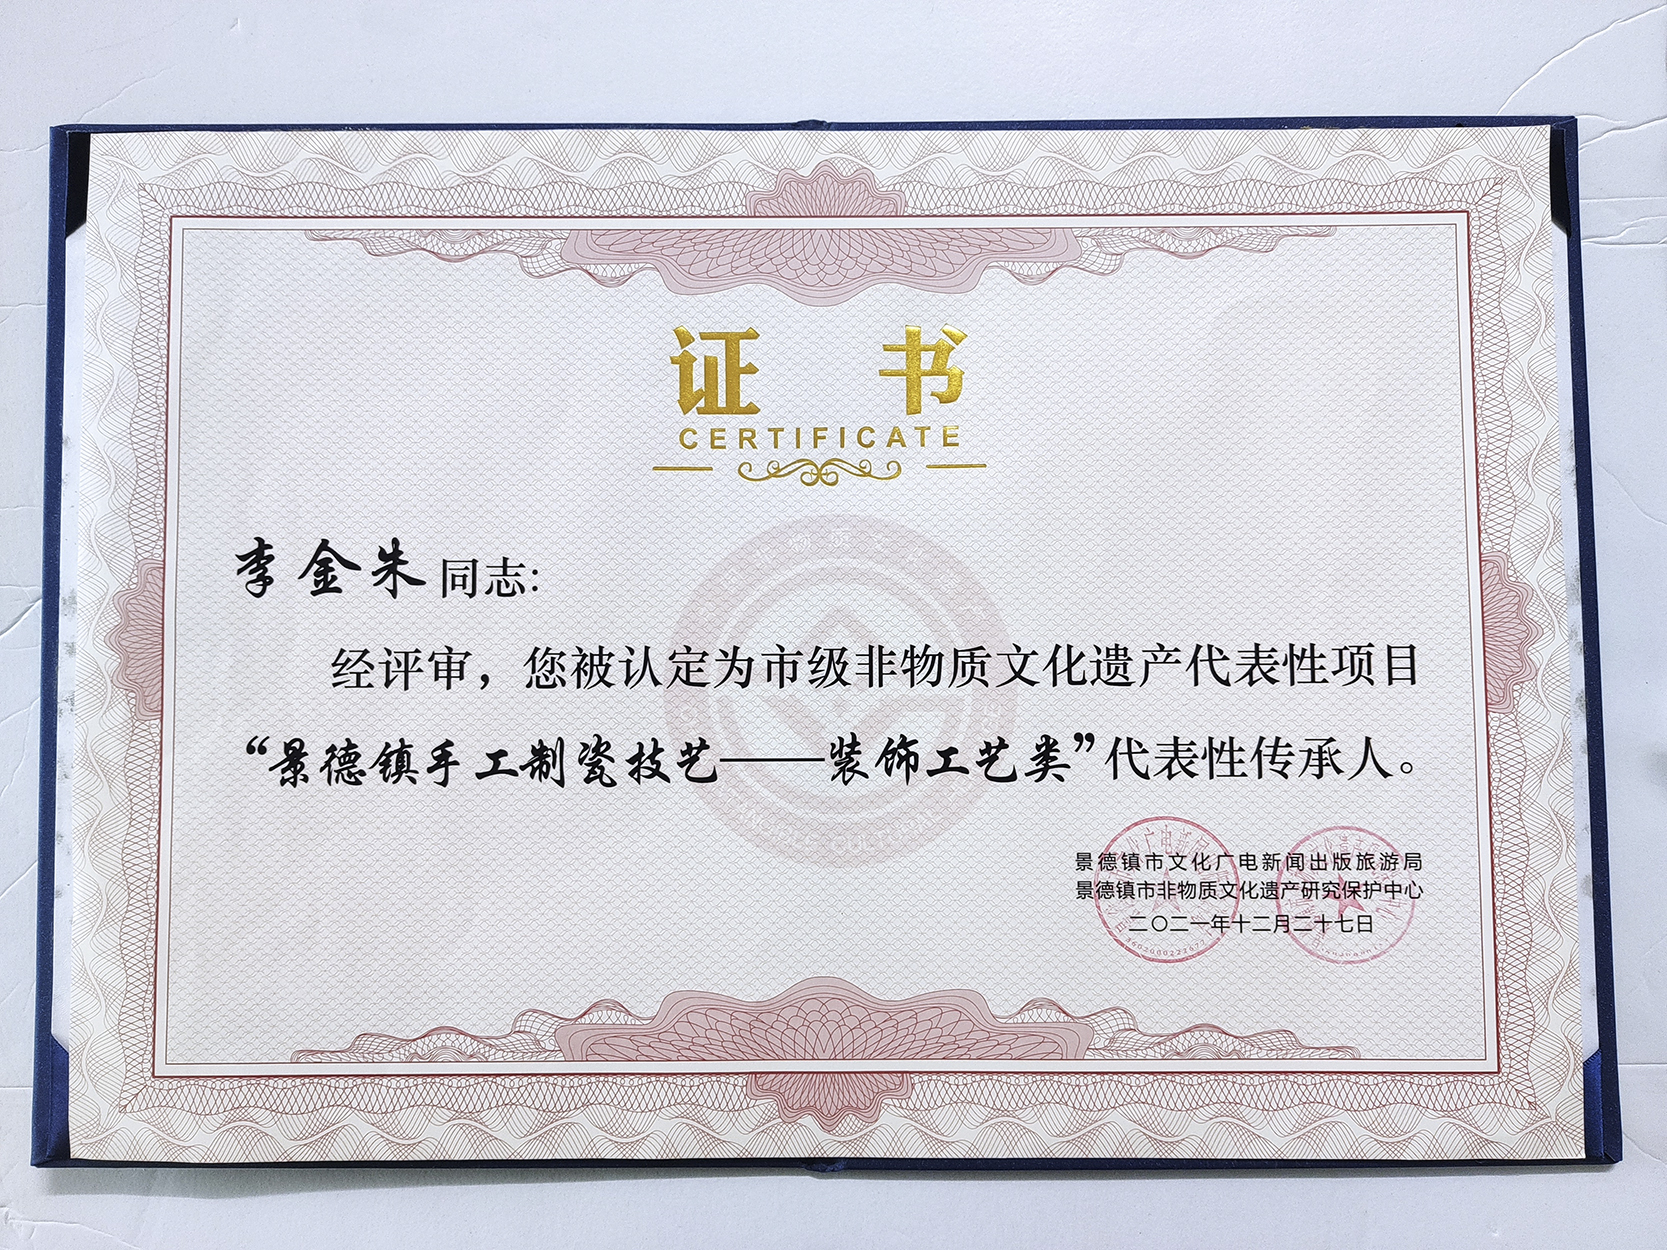 证 书
CERTIFICATE
李金朱同志:
经评审，您被认定为市级非物质文化遗产代表性项目
“景德镇手工制瓷技艺——装饰工艺类”代表性传承人。
景德镇市文化广电新闻出版旅游局
景德镇市非物质文化遗产研究保护中心
二〇二一年十二月二十七日